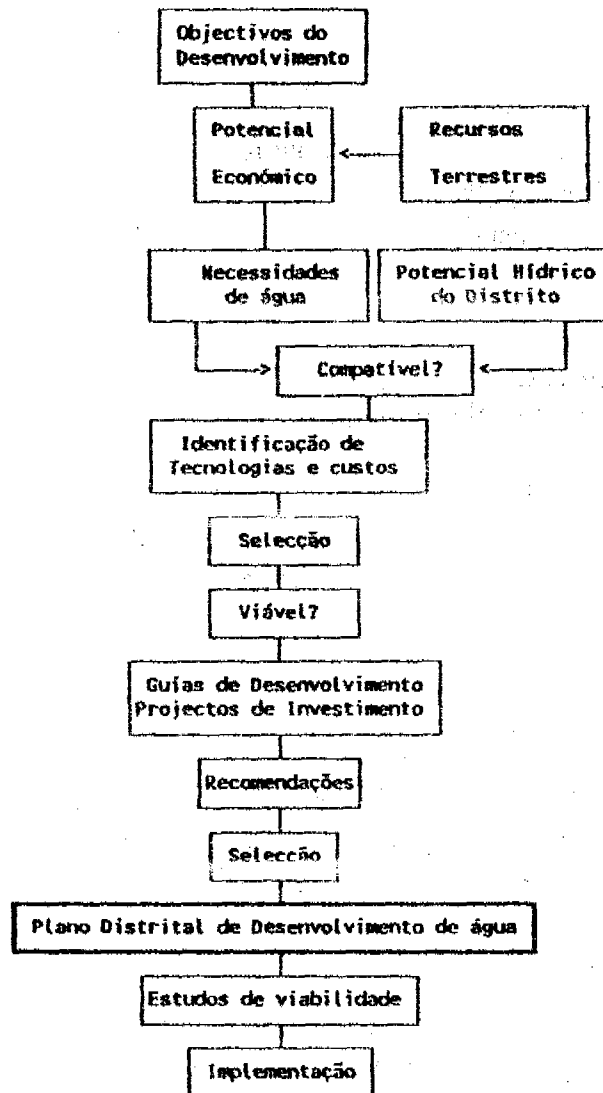 Objectivos do
Desenvolvimento
Potencial
Económico
Recursos
Terrestres
Necessidades
de água
Potencial Hídrico
do Distrito
Compatível?
Identificação de
Tecnologias e custos
Selecção
Viável?
Guías de Desenvolvimento
Projectos de Investimento
Recomendações
Selecção
Plano Distrital de Desenvolvimento de água
Estudos de viabilidade
Implementação